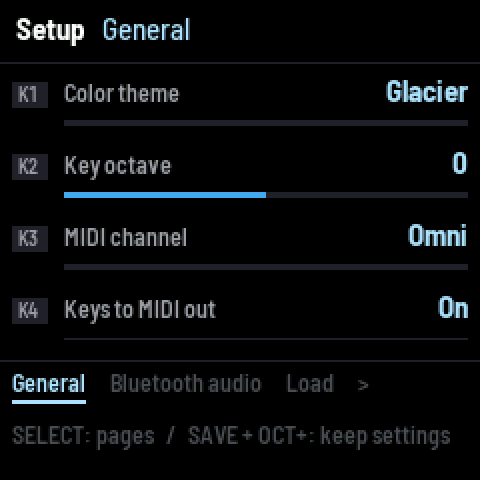 Setup General
K1 Color theme Glacier
K2 Key octave 0
K3 MIDI channel Omni
K4 Keys to MIDI out On
General Bluetooth audio Load >
SELECT: pages / SAVE + OCT+: keep settings